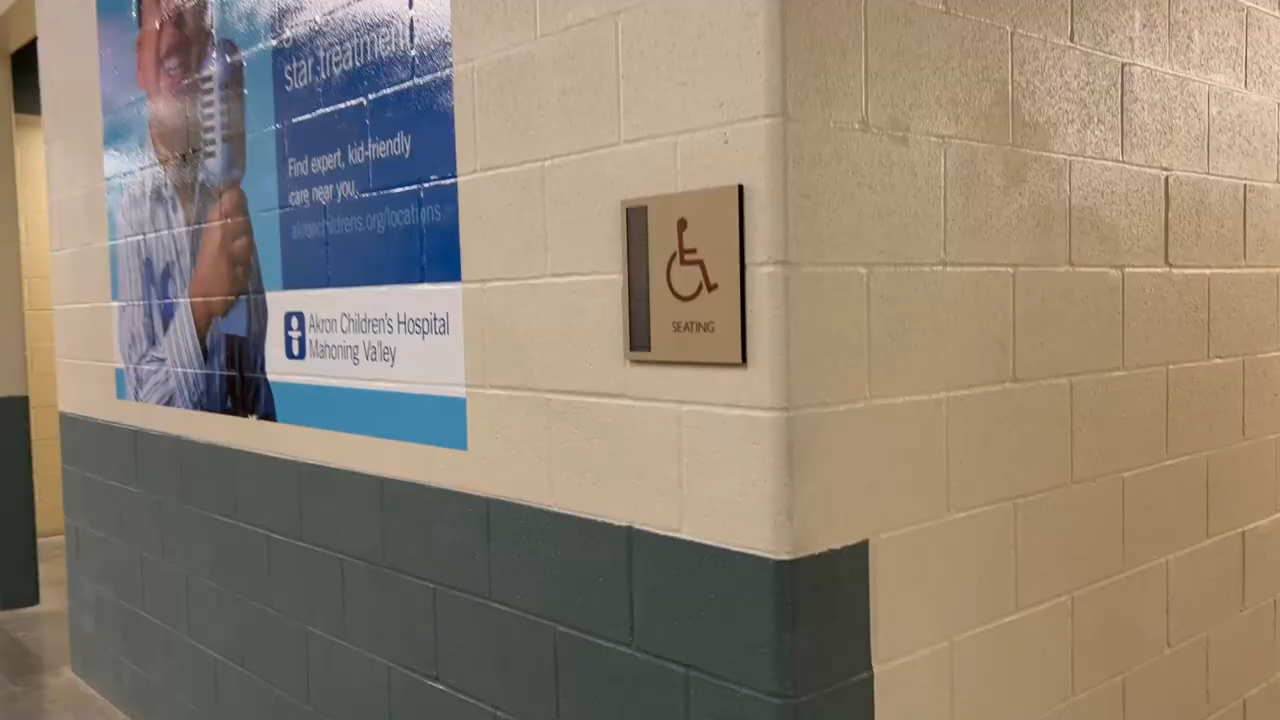 star treatment
Find expert, kid-friendly
care near you.
akronchildrens.org/locations
Akron Children's Hospital
Mahoning Valley
SEATING